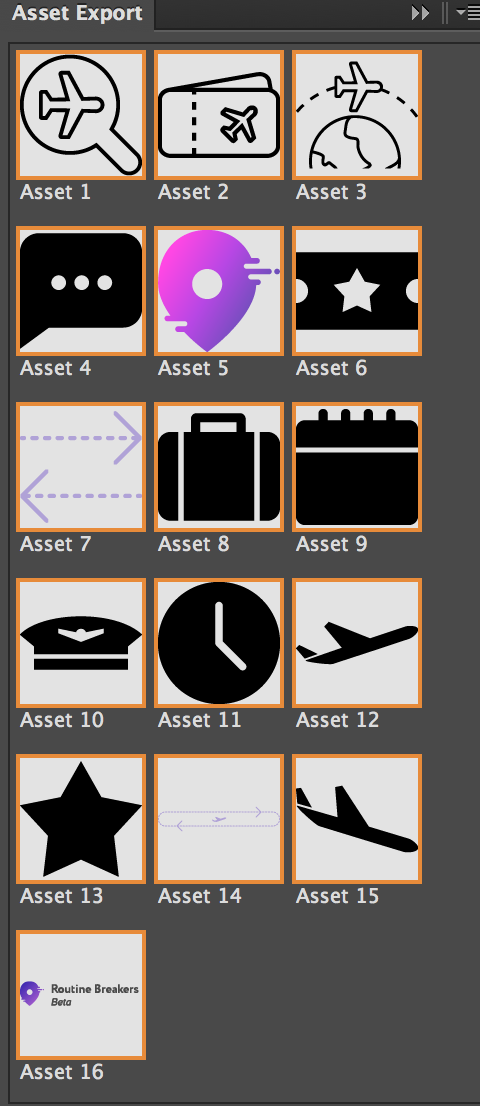 Asset Export
Asset 1
Asset 2
Asset 3
Asset 4
Asset 5
Asset 6
Asset 7
Asset 8
Asset 9
Asset 10
Asset 11
Asset 12
Asset 13
Asset 14
Asset 15
Routine Breakers
Beta
Asset 16